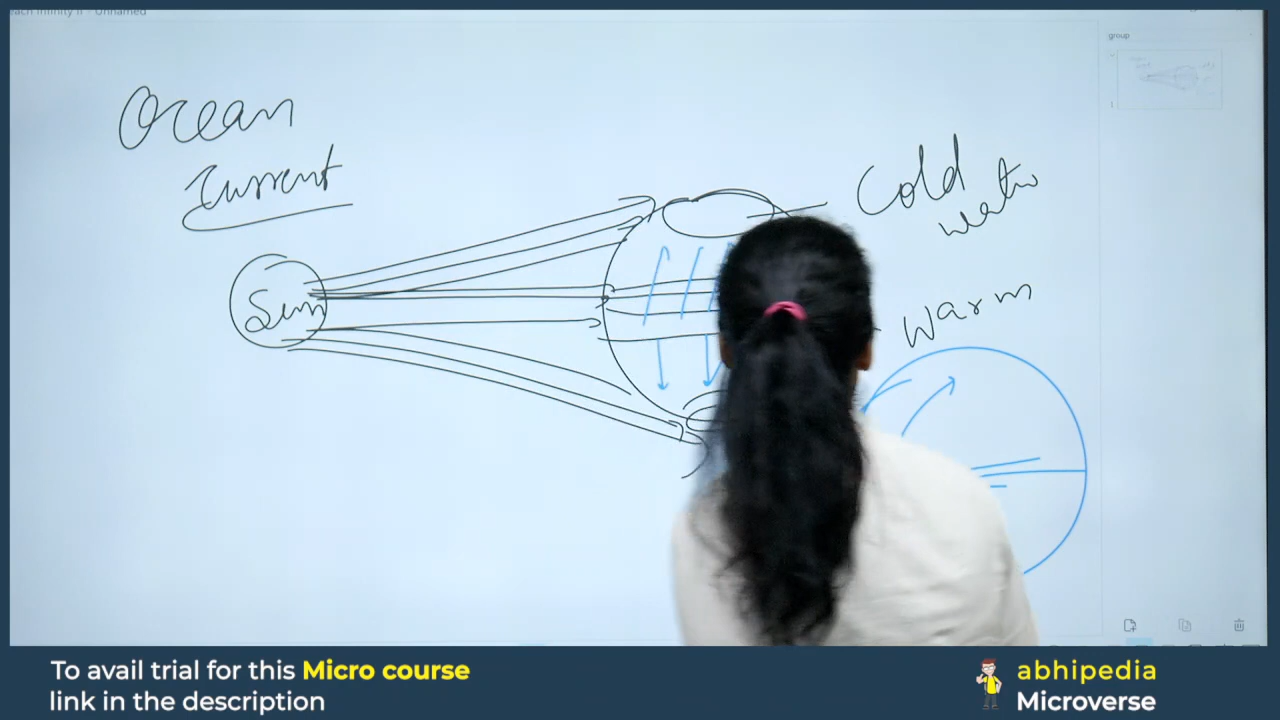 Ocean
Current
Sun
Cold
water
Warm
group
To avail trial for this Micro course
link in the description
abhipedia
Microverse